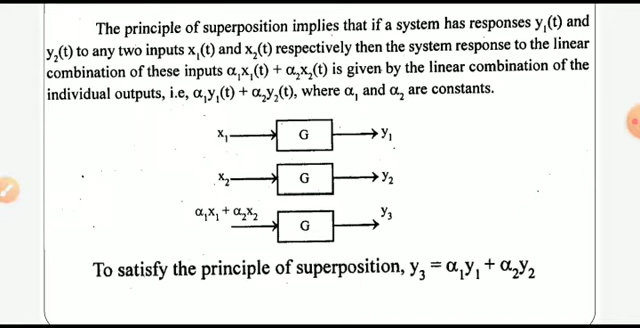 The principle of superposition implies that if a system has responses y₁(t) and
y₂(t) to any two inputs x₁(t) and x₂(t) respectively then the system response to the linear
combination of these inputs α₁x₁(t) + α₂x₂(t) is given by the linear combination of the
individual outputs, i.e, α₁y₁(t) + α₂y₂(t), where α₁ and α₂ are constants.
x₁ G y₁
x₂ G y₂
α₁x₁ + α₂x₂ G y₃
To satisfy the principle of superposition, y₃ = α₁y₁ + α₂y₂